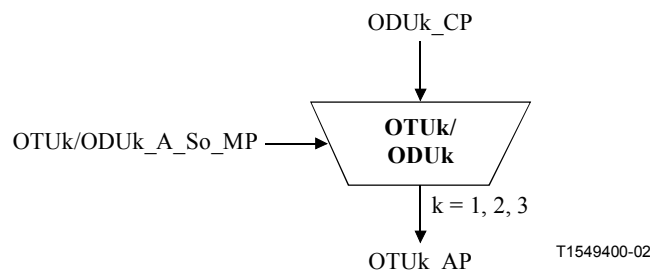 ODUk_CP
OTUk/ODUk_A_So_MP
OTUk/
ODUk
k = 1, 2, 3
OTUk_AP
T1549400-02